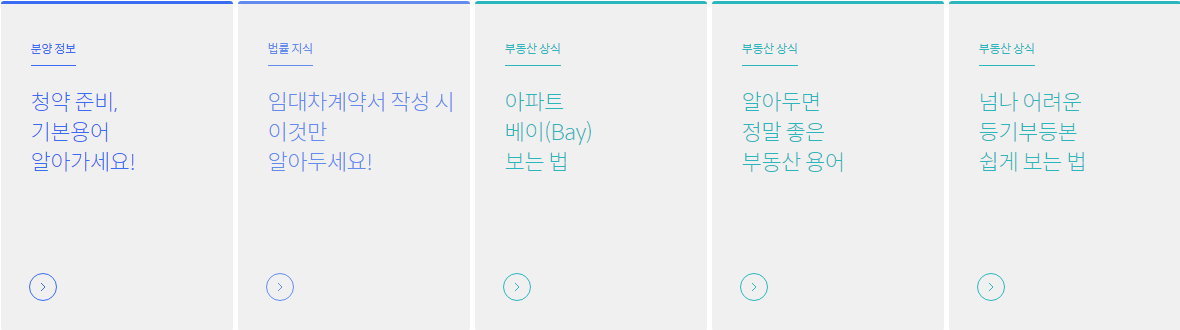 분양 정보
청약 준비,
기본용어
알아가세요!
법률 지식
임대차계약서 작성 시
이것만
알아두세요!
부동산 상식
아파트
베이(Bay)
보는 법
부동산 상식
알아두면
정말 좋은
부동산 용어
부동산 상식
넘나 어려운
등기부등본
쉽게 보는 법